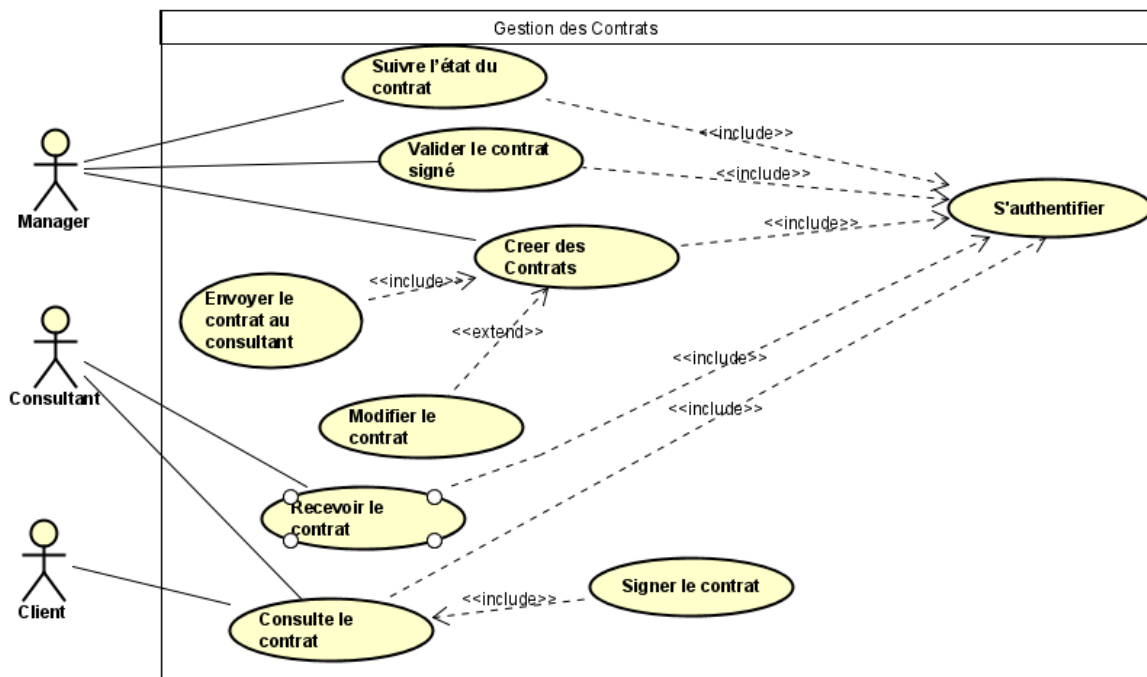 Gestion des Contrats
Suivre l'état du
contrat
<<include>>
Valider le contrat
signé
<<include>>
Manager
S'authentifier
<<include>>
Creer des
Contrats
<<include>>
Envoyer le
contrat au
consultant
<<extend>>
<<include>>
Consultant
Modifier le
contrat
<<include>>
Recevoir le
contrat
Signer le contrat
<<include>>
Client
Consulte le
contrat